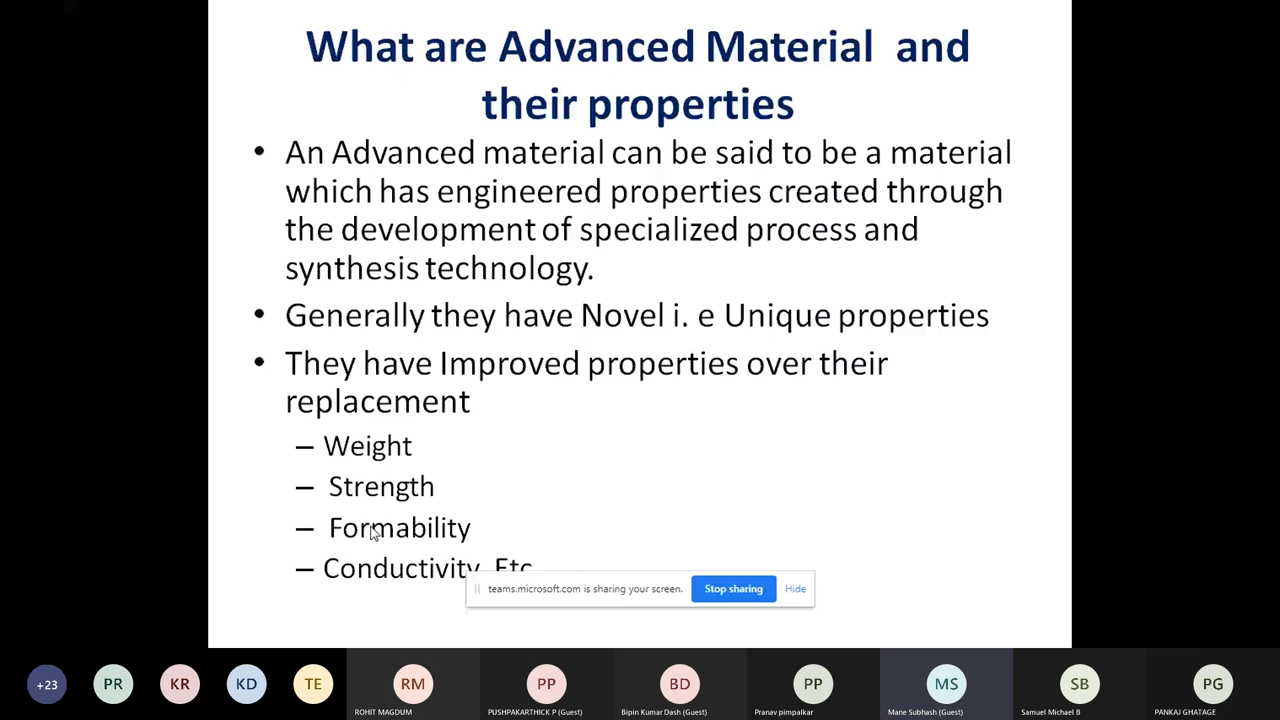 What are Advanced Material and
their properties
• An Advanced material can be said to be a material
which has engineered properties created through
the development of specialized process and
synthesis technology.
• Generally they have Novel i. e Unique properties
• They have Improved properties over their
replacement
– Weight
– Strength
– Formability
– Conductivity Etc
teams.microsoft.com is sharing your screen. Stop sharing Hide
+23 PR KR KD TE RM PP BD PP MS SB PG
ROHIT MAGDUM PUSHPAKARTHICK P (Guest) Bipin Kumar Dash (Guest) Pranav pimpalkar Mane Subhash (Guest) Samuel Michael B PANKAJ GHATAGE